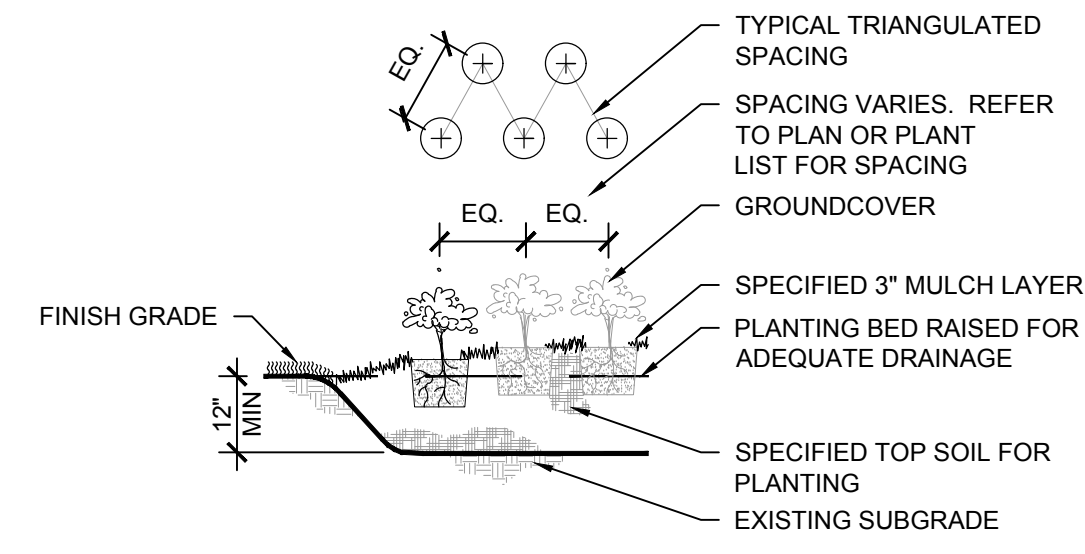 EQ.
TYPICAL TRIANGULATED
SPACING
SPACING VARIES. REFER
TO PLAN OR PLANT
LIST FOR SPACING
EQ.
EQ.
GROUNDCOVER
SPECIFIED 3" MULCH LAYER
FINISH GRADE
PLANTING BED RAISED FOR
ADEQUATE DRAINAGE
12"
MIN
SPECIFIED TOP SOIL FOR
PLANTING
EXISTING SUBGRADE